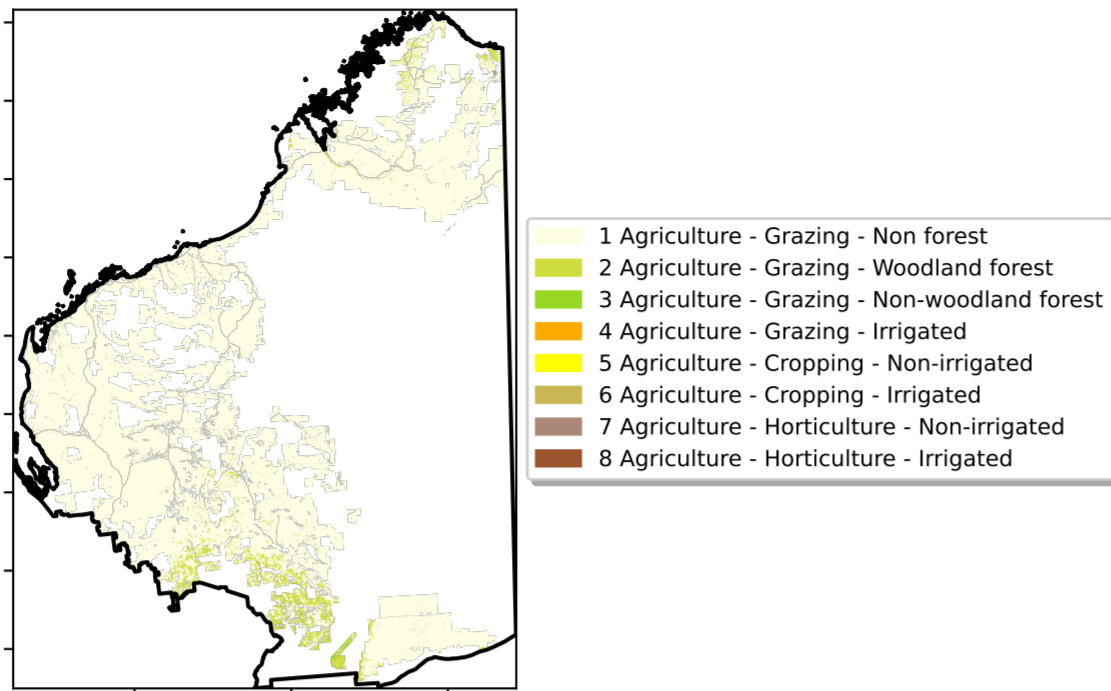 1 Agriculture - Grazing - Non forest
2 Agriculture - Grazing - Woodland forest
3 Agriculture - Grazing - Non-woodland forest
4 Agriculture - Grazing - Irrigated
5 Agriculture - Cropping - Non-irrigated
6 Agriculture - Cropping - Irrigated
7 Agriculture - Horticulture - Non-irrigated
8 Agriculture - Horticulture - Irrigated